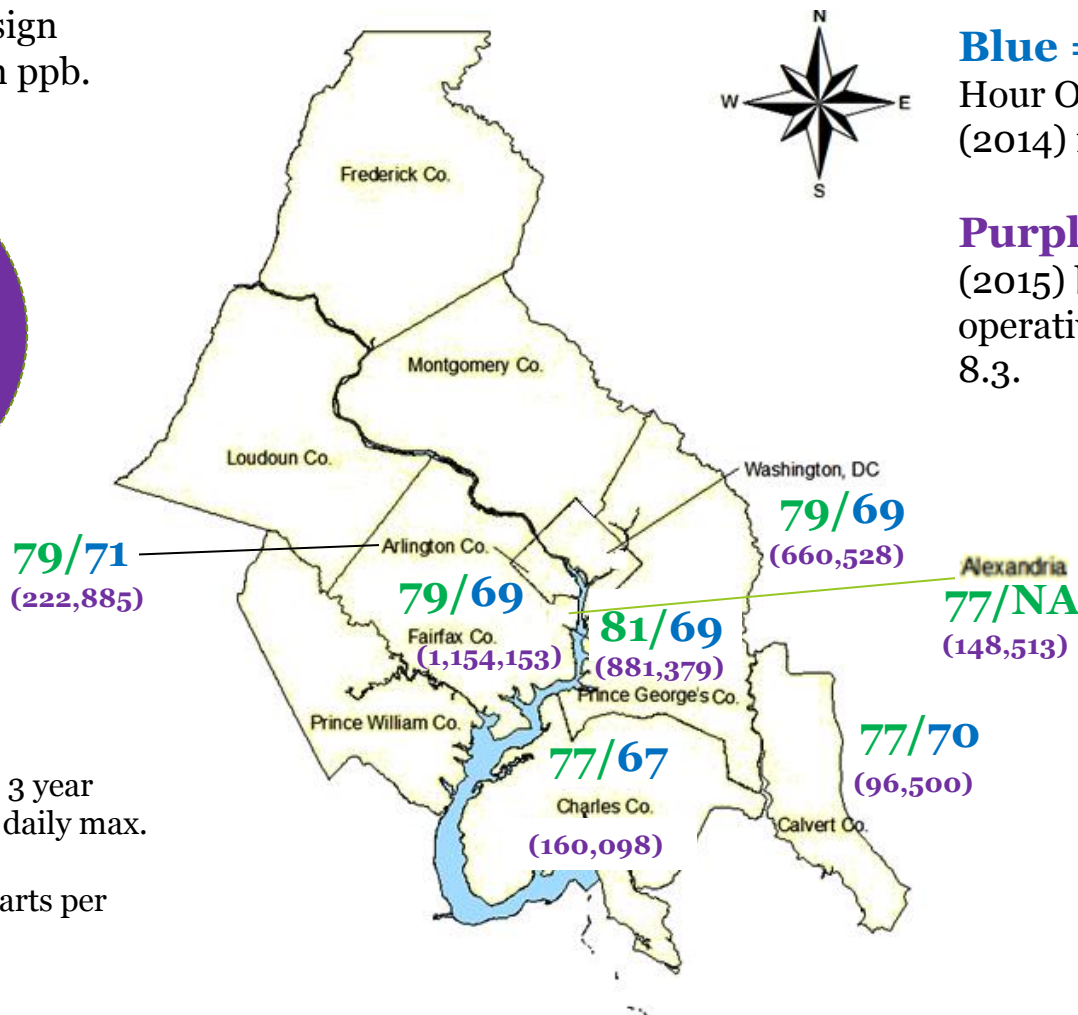 sign
n ppb.
N
W
E
S
Blue =
Hour O
(2014)
Purpl
(2015)
operativ
8.3.
Frederick Co.
Montgomery Co.
Loudoun Co.
Washington, DC
79/69
(660,528)
79/71
(222,885)
Arlington Co.
79/69
Fairfax Co.
(1,154,153)
81/69
(881,379)
Prince George's Co.
Alexandria
77/NA
(148,513)
Prince William Co.
77/67
Charles Co.
(160,098)
77/70
(96,500)
Calvert Co.
3 year
daily max.
arts per